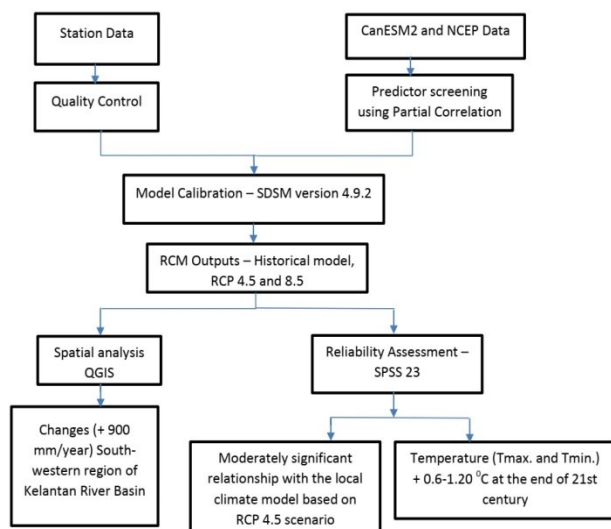 Station Data
CanESM2 and NCEP Data
Quality Control
Predictor screening
using Partial Correlation
Model Calibration – SDSM version 4.9.2
RCM Outputs – Historical model,
RCP 4.5 and 8.5
Spatial analysis
QGIS
Reliability Assessment –
SPSS 23
Changes (+ 900
mm/year) South-
western region of
Kelantan River Basin
Moderately significant
relationship with the local
climate model based on
RCP 4.5 scenario
Temperature (Tmax. and Tmin.)
+ 0.6-1.20 ⁰C at the end of 21st
century